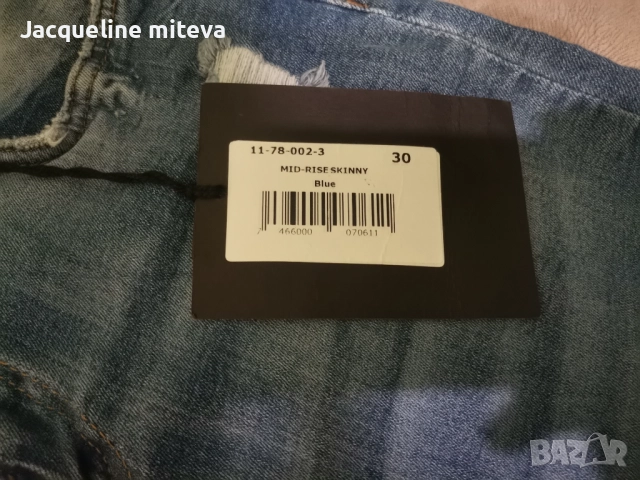 Jacqueline miteva
11-78-002-3 30
MID-RISE SKINNY
Blue
466000 070611
BAZAR